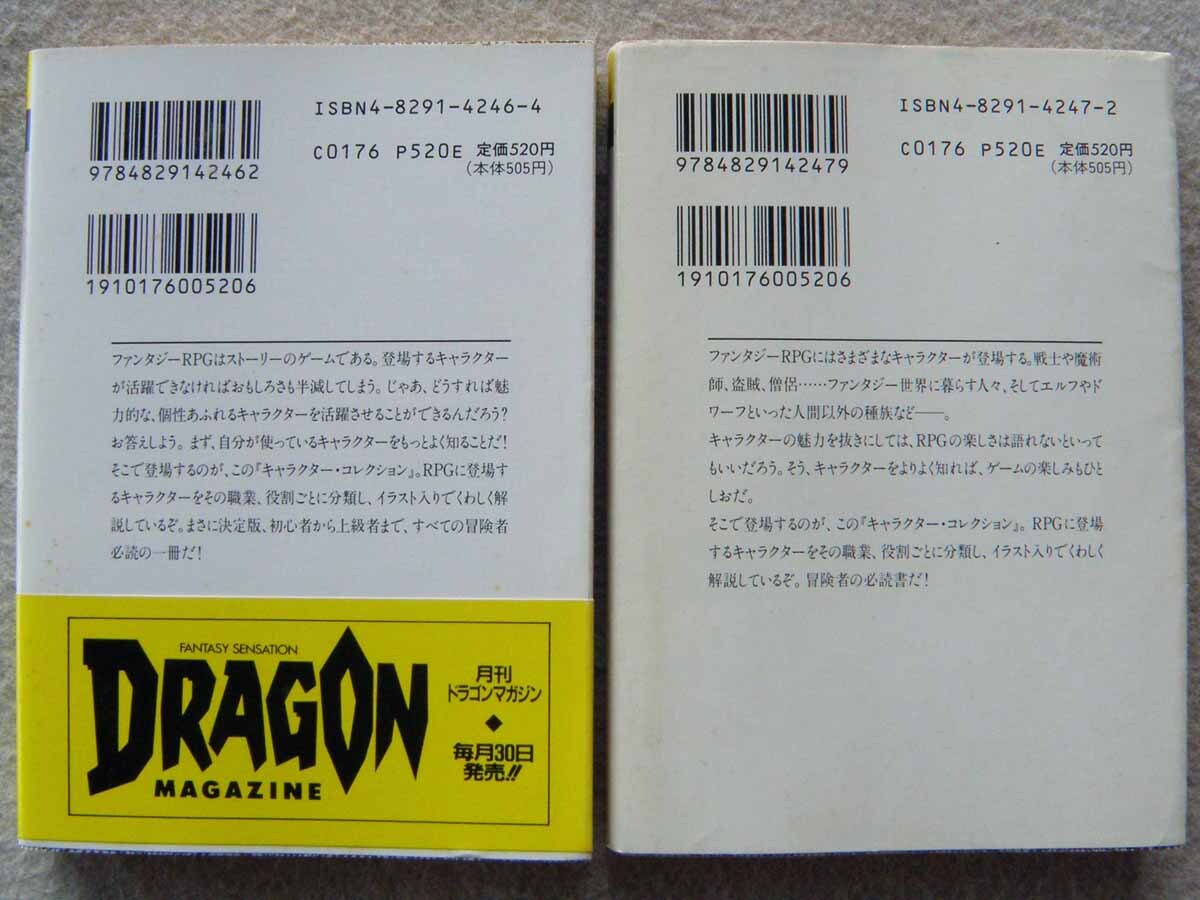 ISBN4-8291-4246-4
9784829142462
C0176 P520E 定価520円
(本体505円)
1910176005206
ファンタジーRPGはストーリーのゲームである。登場するキャラクター
が活躍できなければおもしろさも半減してしまう。じゃあ、どうすれば魅
力的な、個性あふれるキャラクターを活躍させることができるんだろう?
お答えしよう。まず、自分が使っているキャラクターをもっとよく知ることだ!
そこで登場するのが、この『キャラクター・コレクション』。RPGに登場す
るキャラクターをその職業、役割ごとに分類し、イラスト入りでくわしく解
説しているぞ。まさに決定版、初心者から上級者まで、すべての冒険者
必読の一冊だ!
FANTASY SENSATION
DRAGON
MAGAZINE
月刊
ドラゴンマガジン
◆
毎月30日
発売!!
ISBN4-8291-4247-2
9784829142479
C0176 P520E 定価520円
(本体505円)
1910176005206
ファンタジーRPGにはさまざまなキャラクターが登場する。戦士や魔術
師、盗賊、僧侶……ファンタジー世界に暮らす人々、そしてエルフやド
ワーフといった人間以外の種族など――。
キャラクターの魅力を抜きにしては、RPGの楽しさは語れないといって
もいいだろう。そう、キャラクターをよりよく知れば、ゲームの楽しみもひと
しおだ。
そこで登場するのが、この『キャラクター・コレクション』。RPGに登場
するキャラクターをその職業、役割ごとに分類し、イラスト入りでくわしく
解説しているぞ。冒険者の必読書だ!